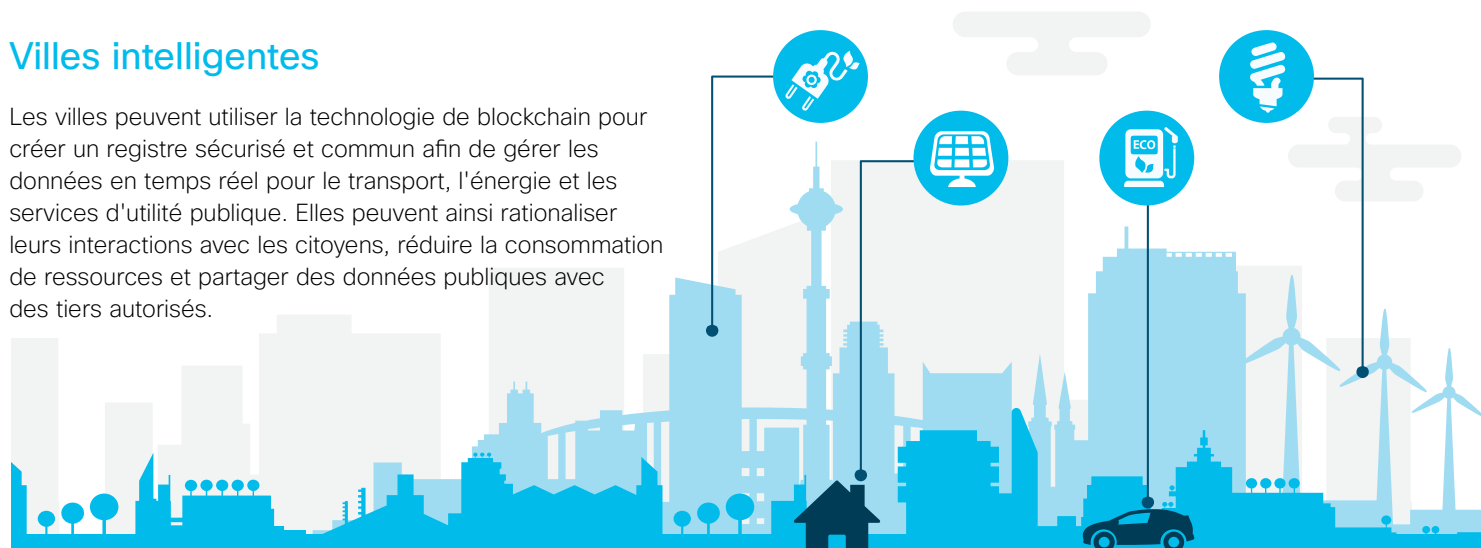 Villes intelligentes
Les villes peuvent utiliser la technologie de blockchain pour
créer un registre sécurisé et commun afin de gérer les
données en temps réel pour le transport, l'énergie et les
services d'utilité publique. Elles peuvent ainsi rationaliser
leurs interactions avec les citoyens, réduire la consommation
de ressources et partager des données publiques avec
des tiers autorisés.
ECO